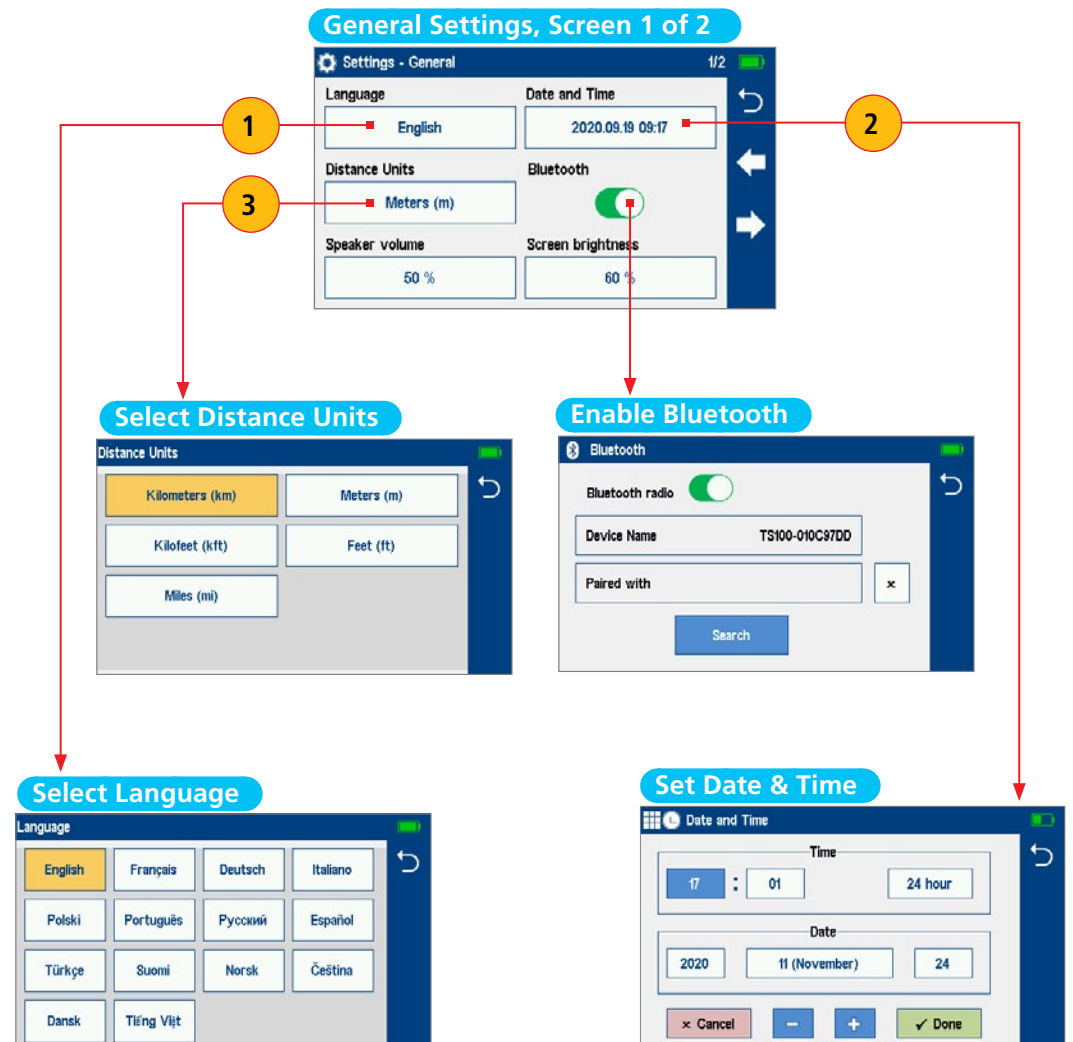 General Settings, Screen 1 of 2
Settings - General 1/2
Language Date and Time
English 2020.09.19 09:17
1 2
Distance Units Bluetooth
Meters (m)
3
Speaker volume Screen brightness
50 % 60 %
Select Distance Units
Distance Units
Kilometers (km) Meters (m)
Kilofeet (kft) Feet (ft)
Miles (mi)
Enable Bluetooth
Bluetooth
Bluetooth radio
Device Name TS100-010C97DD
Paired with ×
Search
Select Language
Language
English Français Deutsch Italiano
Polski Português Русский Español
Türkçe Suomi Norsk Čeština
Dansk Tiếng Việt
Set Date & Time
Date and Time
Time
17 : 01 24 hour
Date
2020 11 (November) 24
× Cancel − + ✓ Done